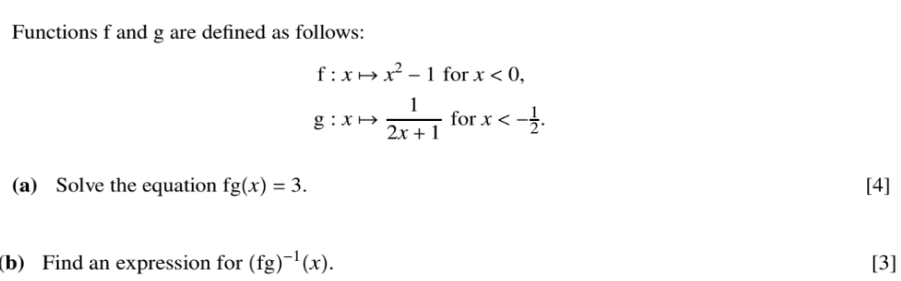 Functions f and g are defined as follows:
f : x ↦ x² − 1 for x < 0,
g : x ↦ 1/(2x + 1) for x < −½.
(a) Solve the equation fg(x) = 3. [4]
(b) Find an expression for (fg)⁻¹(x). [3]